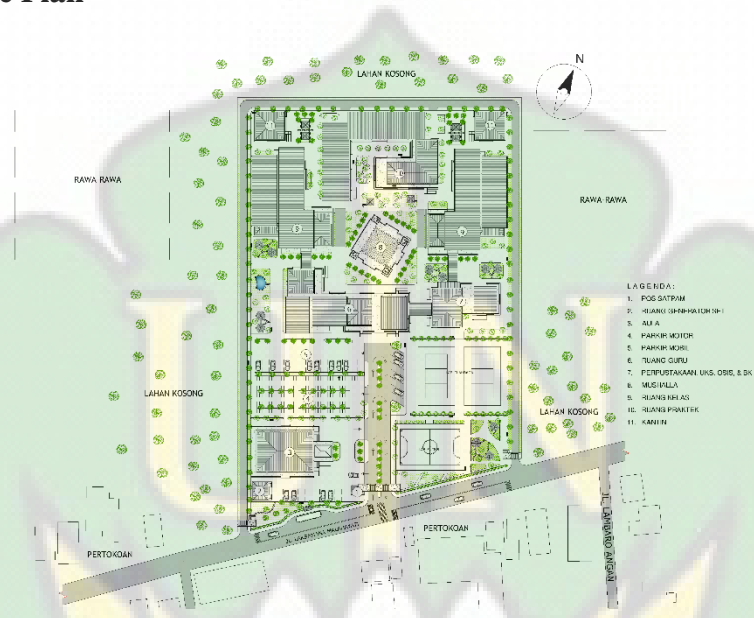 N
LAHAN KOSONG
RAWA RAWA
RAWA-RAWA
LAGENDA:
1. POS SATPAM
2. RUANG GENERATOR SET
3. AULA
4. PARKIR MOTOR
5. PARKIR MOBIL
6. RUANG GURU
7. PERPUSTAKAAN, UKS, OSIS, & BK
8. MUSHALLA
9. RUANG KELAS
10. RUANG PRAKTEK
11. KANTIN
LAHAN KOSONG
LAHAN KOSONG
PERTOKOAN
PERTOKOAN
JL. LAMBARO ANGAN